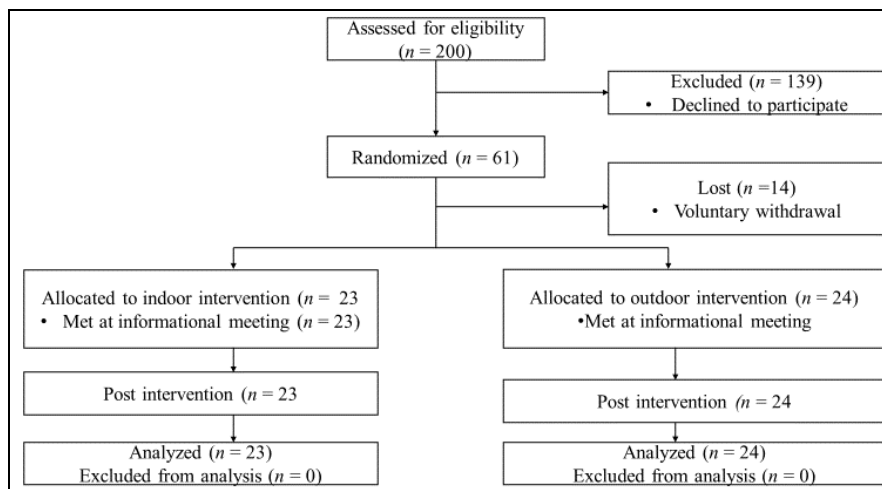 Assessed for eligibility
(n = 200)
Excluded (n = 139)
• Declined to participate
Randomized (n = 61)
Lost (n =14)
• Voluntary withdrawal
Allocated to indoor intervention (n = 23
• Met at informational meeting (n = 23)
Allocated to outdoor intervention (n = 24)
•Met at informational meeting
Post intervention (n = 23
Post intervention (n = 24
Analyzed (n = 23)
Excluded from analysis (n = 0)
Analyzed (n = 24)
Excluded from analysis (n = 0)